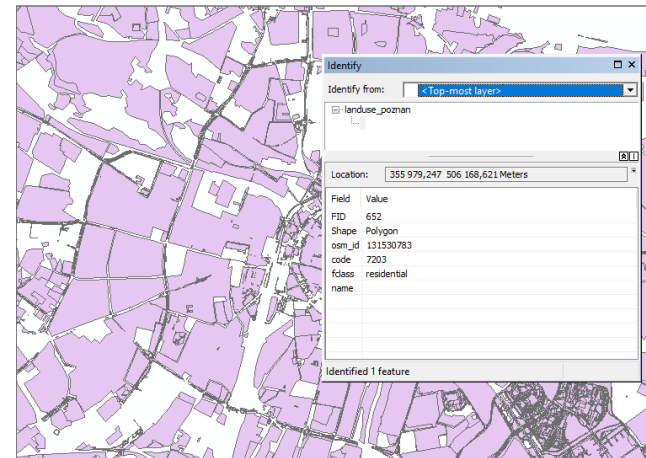 Identify
Identify from: <Top-most layer>
landuse_poznan
Location: 355 979,247 506 168,621 Meters
Field Value
FID 652
Shape Polygon
osm_id 131530783
code 7203
fclass residential
name
Identified 1 feature